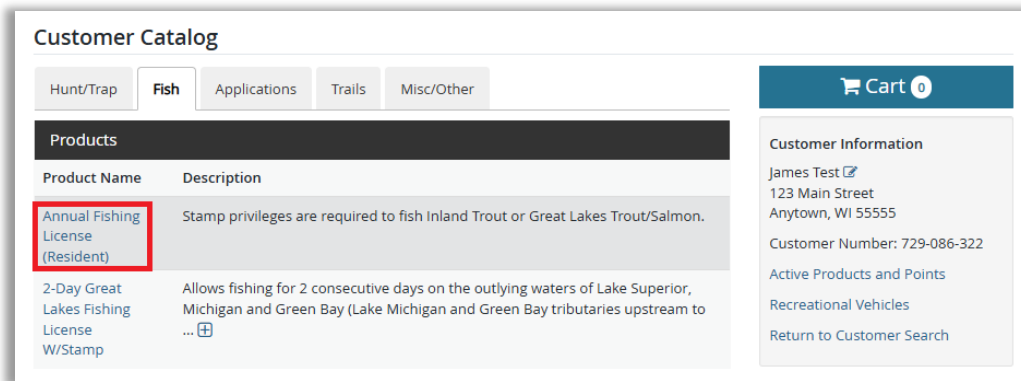 Customer Catalog
Hunt/Trap Fish Applications Trails Misc/Other
Products
Product Name Description
Annual Fishing
License
(Resident)
Stamp privileges are required to fish Inland Trout or Great Lakes Trout/Salmon.
2-Day Great
Lakes Fishing
License
W/Stamp
Allows fishing for 2 consecutive days on the outlying waters of Lake Superior,
Michigan and Green Bay (Lake Michigan and Green Bay tributaries upstream to
...
Cart 0
Customer Information
James Test
123 Main Street
Anytown, WI 55555
Customer Number: 729-086-322
Active Products and Points
Recreational Vehicles
Return to Customer Search